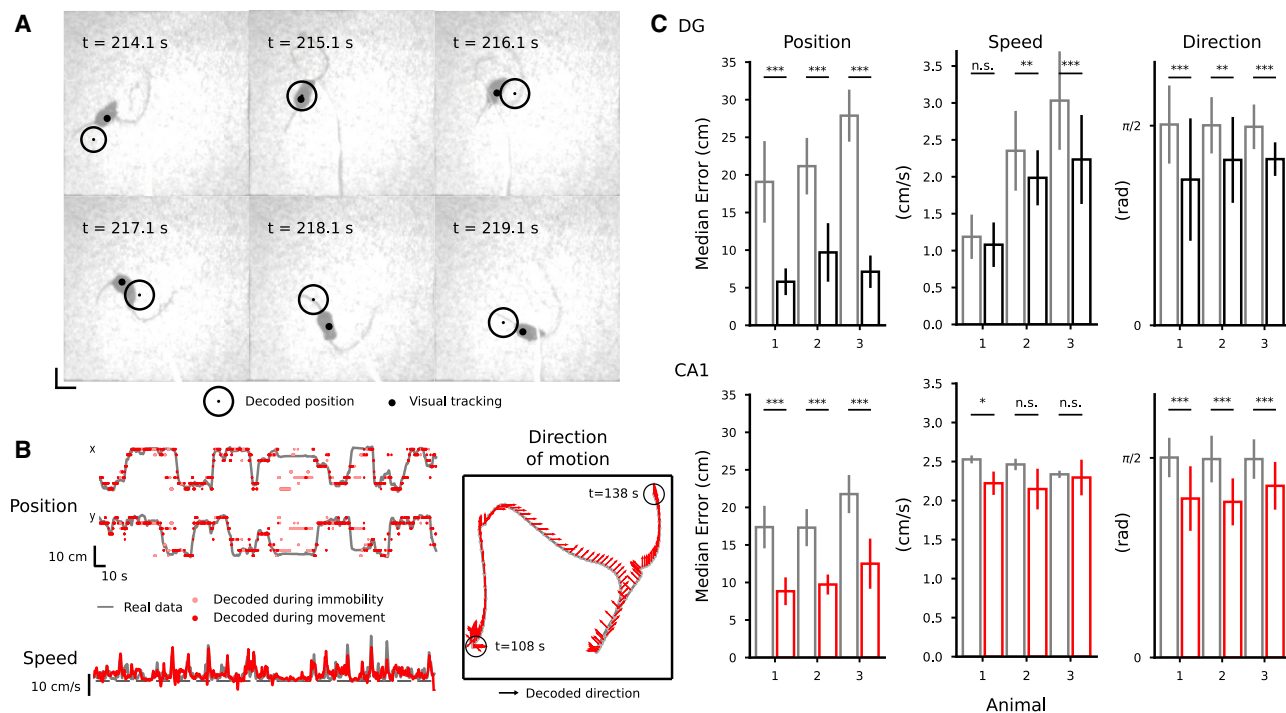 A
t = 214.1 s
t = 215.1 s
t = 216.1 s
t = 217.1 s
t = 218.1 s
t = 219.1 s
Decoded position
Visual tracking
B
x
Position
y
10 cm
10 s
Real data
Decoded during immobility
Decoded during movement
Speed
10 cm/s
Direction
of motion
t=138 s
t=108 s
Decoded direction
C DG
Position
Median Error (cm)
35
30
25
20
15
10
5
0
*** *** ***
1 2 3
Speed
(cm/s)
3.5
3.0
2.5
2.0
1.5
1.0
0.5
0.0
n.s. ** ***
1 2 3
Direction
(rad)
π/2
0
*** ** ***
1 2 3
CA1
Median Error (cm)
35
30
25
20
15
10
5
0
*** *** ***
1 2 3
(cm/s)
3.5
3.0
2.5
2.0
1.5
1.0
0.5
0.0
* n.s. n.s.
1 2 3
Animal
(rad)
π/2
0
*** *** ***
1 2 3